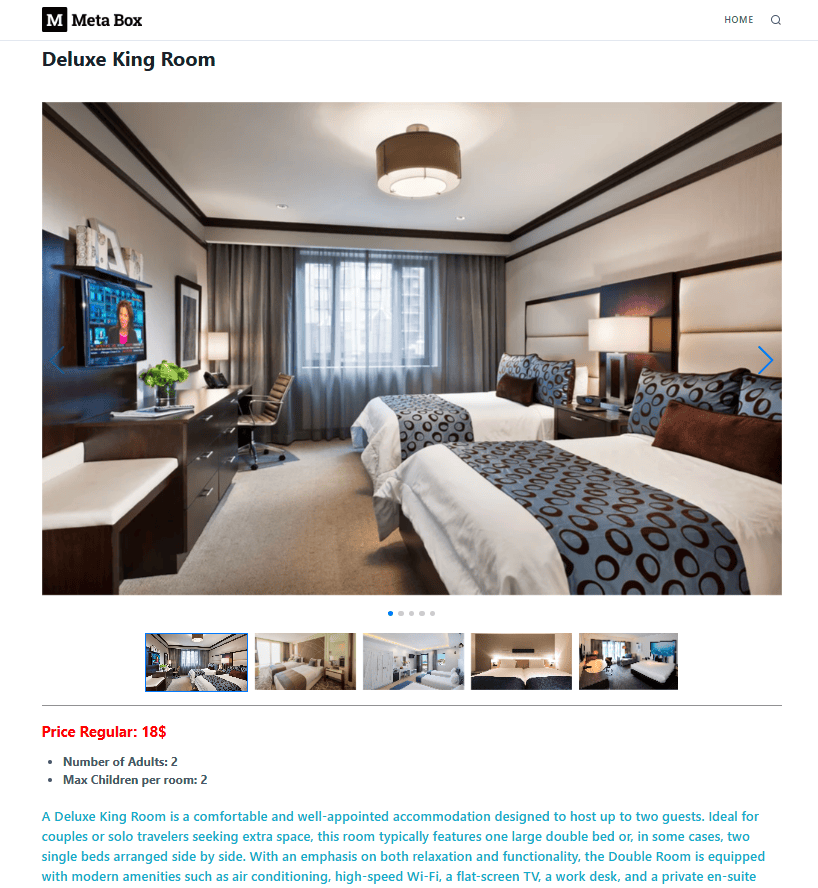 M Meta Box
HOME
Deluxe King Room
Price Regular: 18$
Number of Adults: 2
Max Children per room: 2
A Deluxe King Room is a comfortable and well-appointed accommodation designed to host up to two guests. Ideal for
couples or solo travelers seeking extra space, this room typically features one large double bed or, in some cases, two
single beds arranged side by side. With an emphasis on both relaxation and functionality, the Double Room is equipped
with modern amenities such as air conditioning, high-speed Wi-Fi, a flat-screen TV, a work desk, and a private en-suite